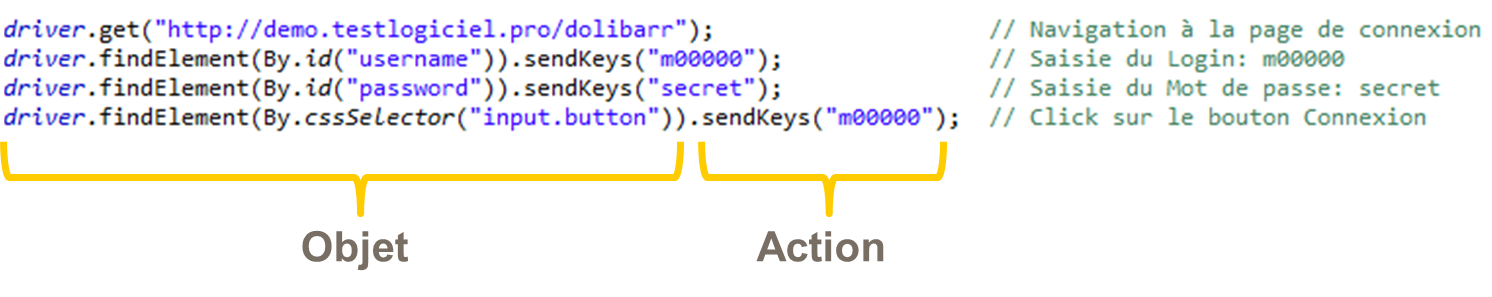 driver.get("http://demo.testlogiciel.pro/dolibarr"); // Navigation à la page de connexion
driver.findElement(By.id("username")).sendKeys("m00000"); // Saisie du Login: m00000
driver.findElement(By.id("password")).sendKeys("secret"); // Saisie du Mot de passe: secret
driver.findElement(By.cssSelector("input.button")).sendKeys("m00000"); // Click sur le bouton Connexion
Objet Action